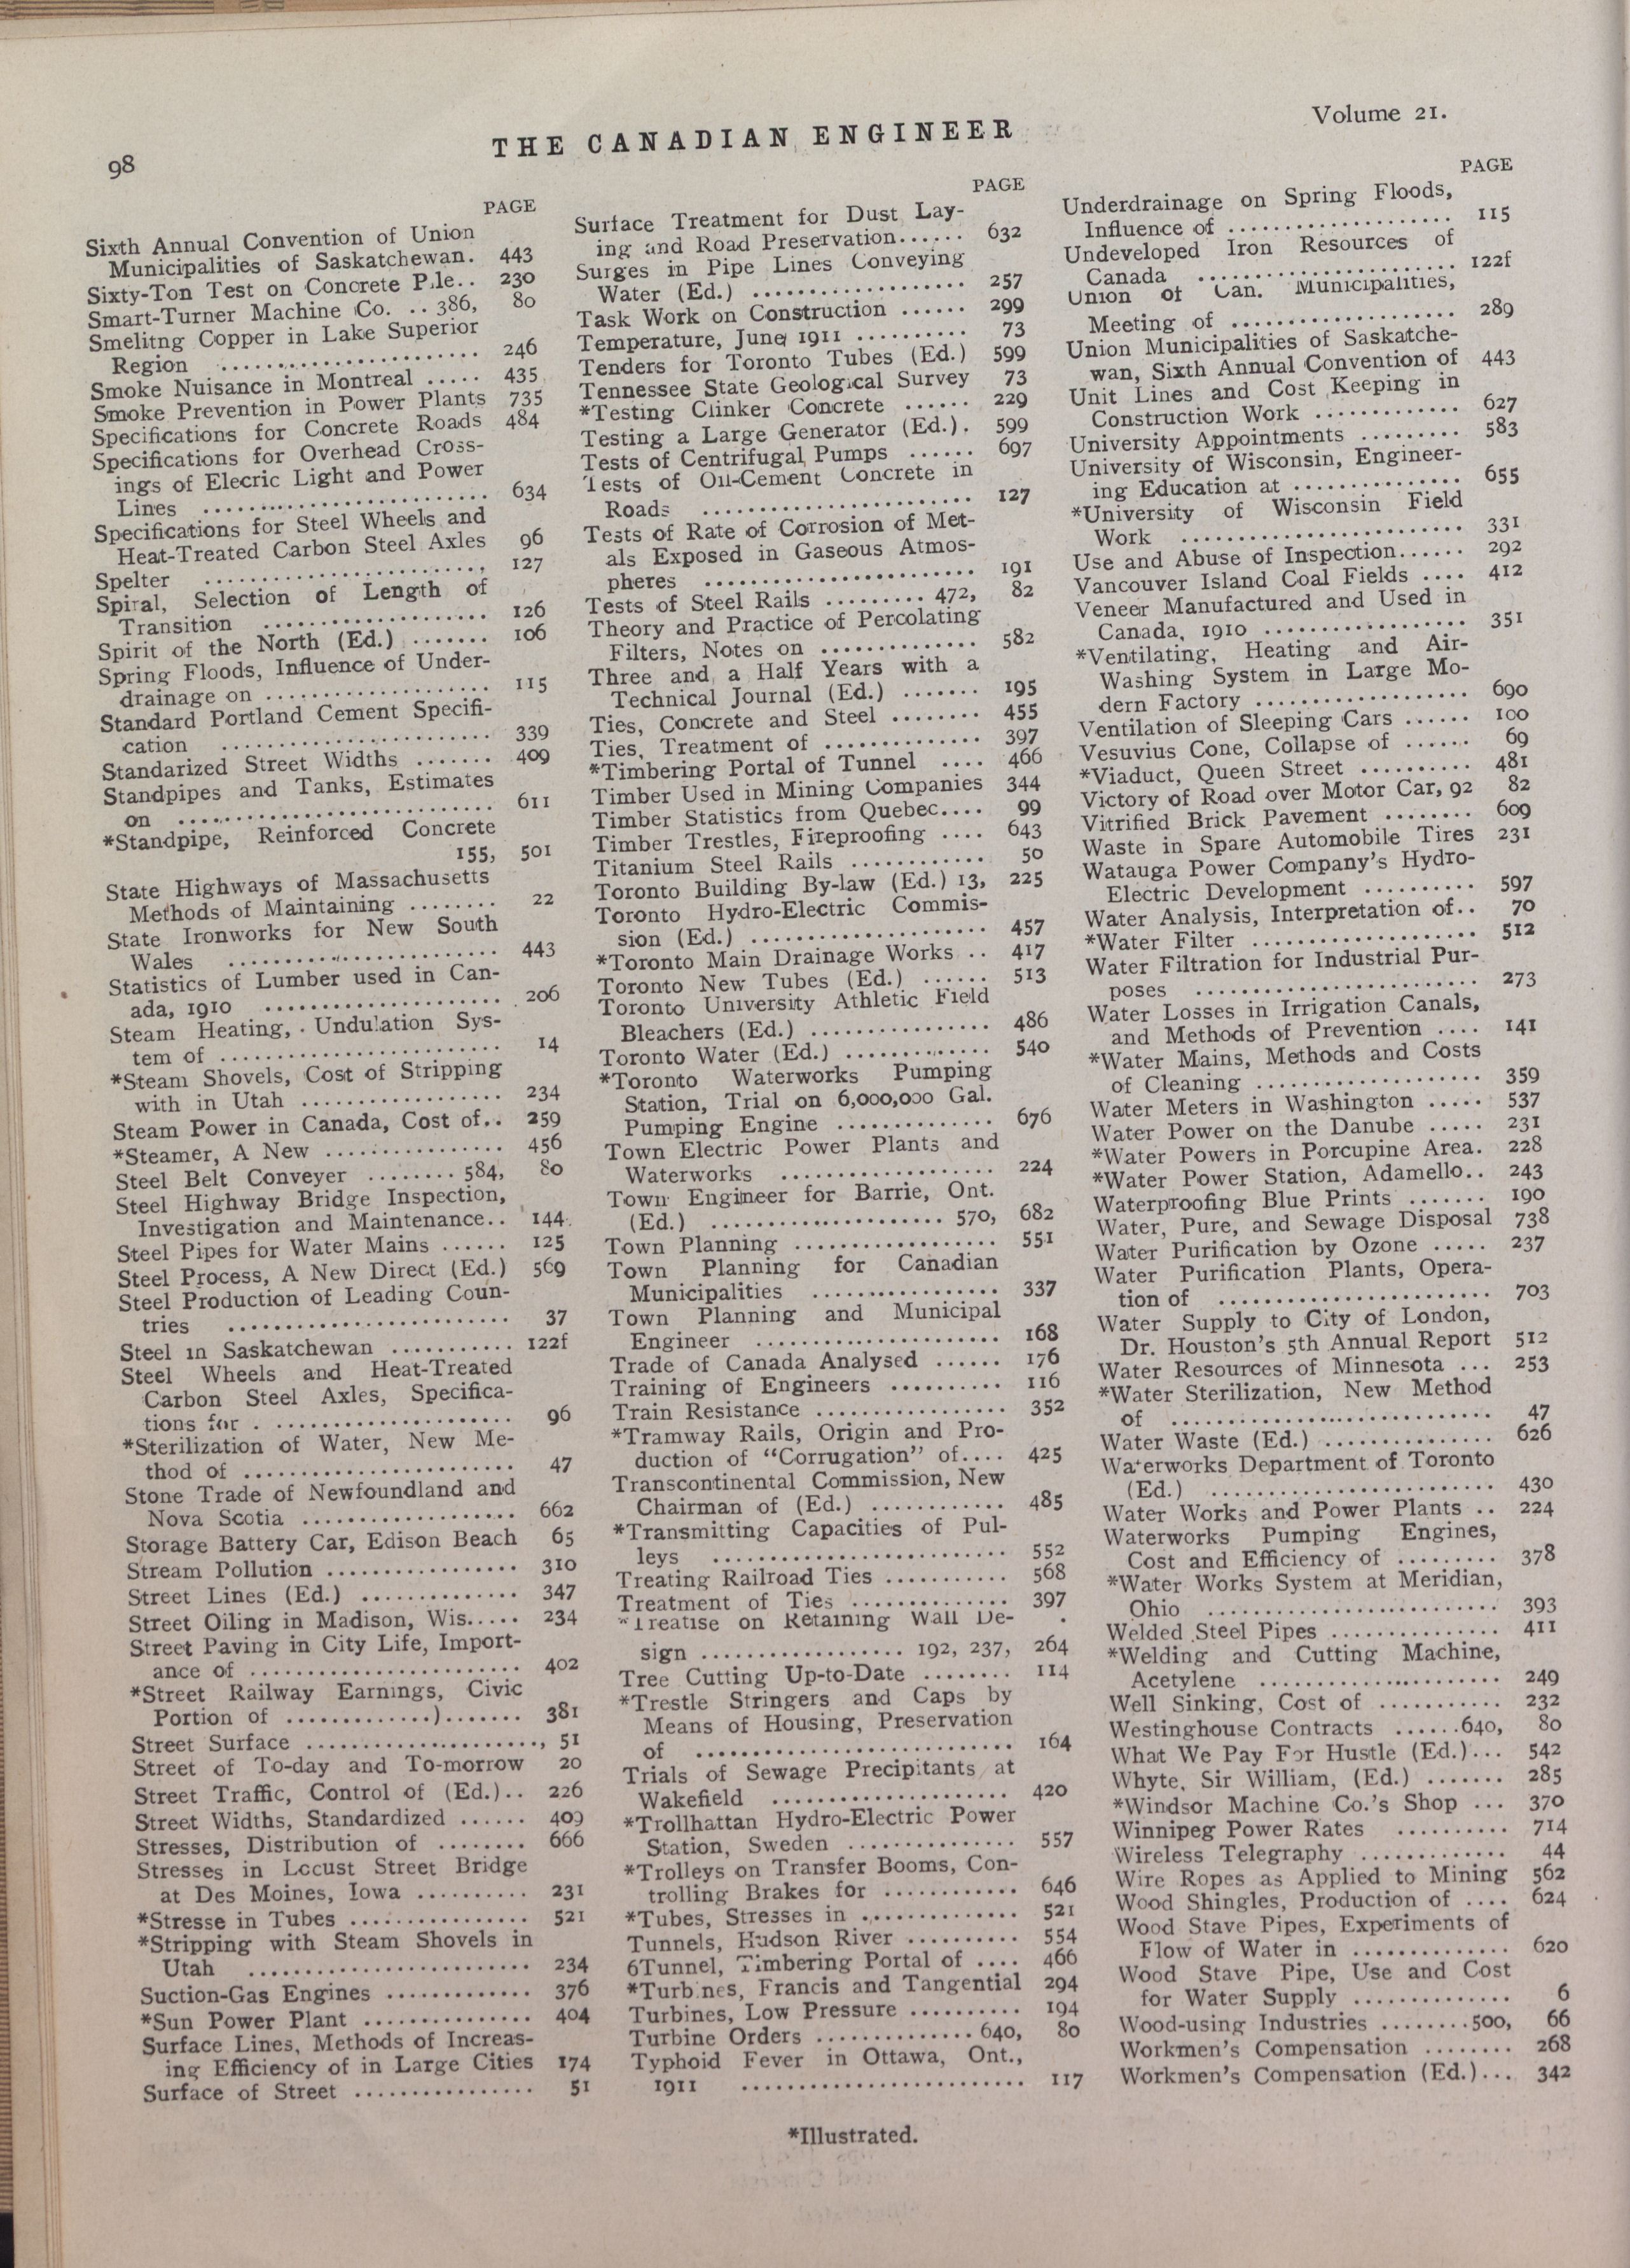 98
THE CANADIAN ENGINEER
Volume 21.
PAGE
Sixth Annual Convention of Union
Municipalities of Saskatchewan. 443
Sixty-Ton Test on Concrete P.le.. 230
Smart-Turner Machine Co. .. 386, 80
Smelitng Copper in Lake Superior
Region .................... 246
Smoke Nuisance in Montreal ..... 435
Smoke Prevention in Power Plants 735
Specifications for Concrete Roads 484
Specifications for Overhead Cross-
ings of Elecric Light and Power
Lines ...................... 634
Specifications for Steel Wheels and
Heat-Treated Carbon Steel Axles 96
Spelter ......................, 127
Spiral, Selection of Length of
Transition .................. 126
Spirit of the North (Ed.) ....... 106
Spring Floods, Influence of Under-
drainage on .................. 115
Standard Portland Cement Specifi-
cation ...................... 339
Standarized Street Widths ....... 409
Standpipes and Tanks, Estimates
on ......................... 611
*Standpipe, Reinforced Concrete
155, 501
State Highways of Massachusetts
Methods of Maintaining ........ 22
State Ironworks for New South
Wales ...................... 443
Statistics of Lumber used in Can-
ada, 1910 ................... 206
Steam Heating, Undulation Sys-
tem of ....................... 14
*Steam Shovels, Cost of Stripping
with in Utah ................. 234
Steam Power in Canada, Cost of.. 259
*Steamer, A New ............... 456
Steel Belt Conveyer ........ 584, 80
Steel Highway Bridge Inspection,
Investigation and Maintenance.. 144
Steel Pipes for Water Mains ...... 125
Steel Process, A New Direct (Ed.) 569
Steel Production of Leading Coun-
tries ....................... 37
Steel in Saskatchewan ........... 122f
Steel Wheels and Heat-Treated
Carbon Steel Axles, Specifica-
tions for . .................... 96
*Sterilization of Water, New Me-
thod of ....................... 47
Stone Trade of Newfoundland and
Nova Scotia .................. 662
Storage Battery Car, Edison Beach 65
Stream Pollution ................ 310
Street Lines (Ed.) .............. 347
Street Oiling in Madison, Wis..... 234
Street Paving in City Life, Import-
ance of ....................... 402
*Street Railway Earnings, Civic
Portion of .............)....... 381
Street Surface ...................., 51
Street of To-day and To-morrow 20
Street Traffic, Control of (Ed.).. 226
Street Widths, Standardized ...... 409
Stresses, Distribution of ........ 666
Stresses in Locust Street Bridge
at Des Moines, Iowa .......... 231
*Stresse in Tubes ............... 521
*Stripping with Steam Shovels in
Utah ........................ 234
Suction-Gas Engines ............. 376
*Sun Power Plant ............... 404
Surface Lines, Methods of Increas-
ing Efficiency of in Large Cities 174
Surface of Street ................ 51
PAGE
Surface Treatment for Dust Lay-
ing and Road Preservation...... 632
Surges in Pipe Lines Conveying
Water (Ed.) ................... 257
Task Work on Construction ...... 299
Temperature, June 1911 .......... 73
Tenders for Toronto Tubes (Ed.) 599
Tennessee State Geological Survey 73
*Testing Clinker Concrete ...... 229
Testing a Large Generator (Ed.). 599
Tests of Centrifugal Pumps ...... 697
Tests of Oil-Cement Concrete in
Roads ....................... 127
Tests of Rate of Corrosion of Met-
als Exposed in Gaseous Atmos-
pheres ....................... 191
Tests of Steel Rails ......... 472, 82
Theory and Practice of Percolating
Filters, Notes on .............. 582
Three and a Half Years with a
Technical Journal (Ed.) ....... 195
Ties, Concrete and Steel ........ 455
Ties, Treatment of .............. 397
*Timbering Portal of Tunnel .... 466
Timber Used in Mining Companies 344
Timber Statistics from Quebec.... 99
Timber Trestles, Fireproofing .... 643
Titanium Steel Rails ............ 50
Toronto Building By-law (Ed.) 13, 225
Toronto Hydro-Electric Commis-
sion (Ed.) .................... 457
*Toronto Main Drainage Works .. 417
Toronto New Tubes (Ed.) ...... 513
Toronto University Athletic Field
Bleachers (Ed.) ................ 486
Toronto Water (Ed.) ............. 540
*Toronto Waterworks Pumping
Station, Trial on 6,000,000 Gal.
Pumping Engine .............. 676
Town Electric Power Plants and
Waterworks ................... 224
Town Engineer for Barrie, Ont.
(Ed.) ..................... 570, 682
Town Planning .................. 551
Town Planning for Canadian
Municipalities ................ 337
Town Planning and Municipal
Engineer ..................... 168
Trade of Canada Analysed ...... 176
Training of Engineers .......... 116
Train Resistance ................. 352
*Tramway Rails, Origin and Pro-
duction of "Corrugation" of.... 425
Transcontinental Commission, New
Chairman of (Ed.) ............ 485
*Transmitting Capacities of Pul-
leys ......................... 552
Treating Railroad Ties ........... 568
Treatment of Ties .............. 397
*Treatise on Retaining Wall De-
sign .................. 192, 237, 264
Tree Cutting Up-to-Date ........ 114
*Trestle Stringers and Caps by
Means of Housing, Preservation
of ............................ 164
Trials of Sewage Precipitants at
Wakefield .................... 420
*Trollhattan Hydro-Electric Power
Station, Sweden ............... 557
*Trolleys on Transfer Booms, Con-
trolling Brakes for ............ 646
*Tubes, Stresses in .............. 521
Tunnels, Hudson River .......... 554
6Tunnel, Timbering Portal of .... 466
*Turb.nes, Francis and Tangential 294
Turbines, Low Pressure .......... 194
Turbine Orders .............. 640, 80
Typhoid Fever in Ottawa, Ont.,
1911 ......................... 117
PAGE
Underdrainage on Spring Floods,
Influence of .................... 115
Undeveloped Iron Resources of
Canada ....................... 122f
Union of Can. Municipalities,
Meeting of .................... 289
Union Municipalities of Saskatche-
wan, Sixth Annual Convention of 443
Unit Lines and Cost Keeping in
Construction Work ............. 627
University Appointments ......... 583
University of Wisconsin, Engineer-
ing Education at ............... 655
*University of Wisconsin Field
Work ......................... 331
Use and Abuse of Inspection...... 292
Vancouver Island Coal Fields .... 412
Veneer Manufactured and Used in
Canada, 1910 .................. 351
*Ventilating, Heating and Air-
Washing System in Large Mo-
dern Factory .................. 690
Ventilation of Sleeping Cars ...... 100
Vesuvius Cone, Collapse of ...... 69
*Viaduct, Queen Street .......... 481
Victory of Road over Motor Car, 92 82
Vitrified Brick Pavement ........ 609
Waste in Spare Automobile Tires 231
Watauga Power Company's Hydro-
Electric Development .......... 597
Water Analysis, Interpretation of.. 70
*Water Filter .................... 512
Water Filtration for Industrial Pur-
poses ........................ 273
Water Losses in Irrigation Canals,
and Methods of Prevention .... 141
*Water Mains, Methods and Costs
of Cleaning .................... 359
Water Meters in Washington ..... 537
Water Power on the Danube ..... 231
*Water Powers in Porcupine Area. 228
*Water Power Station, Adamello.. 243
Waterproofing Blue Prints ....... 190
Water, Pure, and Sewage Disposal 738
Water Purification by Ozone ..... 237
Water Purification Plants, Opera-
tion of ........................ 703
Water Supply to City of London,
Dr. Houston's 5th Annual Report 512
Water Resources of Minnesota ... 253
*Water Sterilization, New Method
of ............................ 47
Water Waste (Ed.) ............... 626
Waterworks Department of Toronto
(Ed.) ......................... 430
Water Works and Power Plants .. 224
Waterworks Pumping Engines,
Cost and Efficiency of ......... 378
*Water Works System at Meridian,
Ohio ......................... 393
Welded Steel Pipes ............... 411
*Welding and Cutting Machine,
Acetylene ..................... 249
Well Sinking, Cost of ........... 232
Westinghouse Contracts ......640, 80
What We Pay For Hustle (Ed.)... 542
Whyte, Sir William, (Ed.) ....... 285
*Windsor Machine Co.'s Shop ... 370
Winnipeg Power Rates .......... 714
Wireless Telegraphy ............. 44
Wire Ropes as Applied to Mining 562
Wood Shingles, Production of .... 624
Wood Stave Pipes, Experiments of
Flow of Water in .............. 620
Wood Stave Pipe, Use and Cost
for Water Supply .............. 6
Wood-using Industries ........500, 66
Workmen's Compensation ........ 268
Workmen's Compensation (Ed.)... 342
*Illustrated.